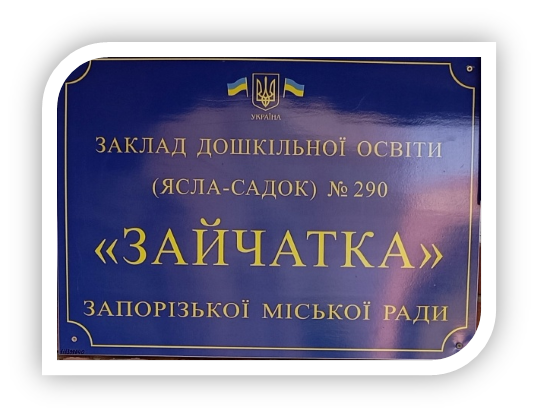 УКРАЇНА
ЗАКЛАД ДОШКІЛЬНОЇ ОСВІТИ
(ЯСЛА-САДОК) № 290
«ЗАЙЧАТКА»
ЗАПОРІЗЬКОЇ МІСЬКОЇ РАДИ